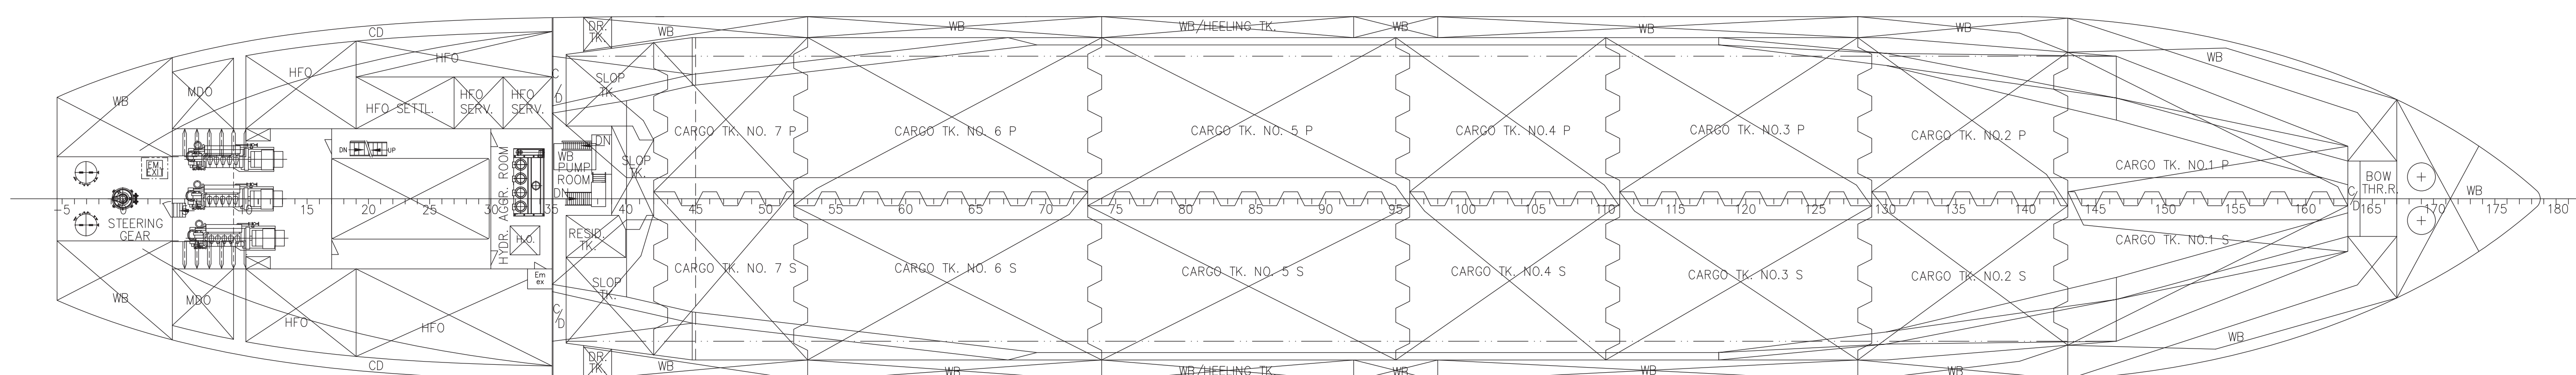 DR.
TK.
WB
WB
WB/HEELING TK.
WB
WB
WB
CD
HFO
HFO
WB
MDO
HFO SETTL.
HFO
SERV.
HFO
SERV.
C/D
SLOP
TK.
WB
CARGO TK. NO. 7 P
CARGO TK. NO. 6 P
CARGO TK. NO. 5 P
CARGO TK. NO.4 P
CARGO TK. NO.3 P
CARGO TK. NO.2 P
CARGO TK. NO.1 P
EM.
EXIT
DN
UP
HYDR. AGGR. ROOM
DN
WB
PUMP
ROOM
DN
SLOP
TK.
BOW
THR.R.
WB
C/D
-5 0 10 15 20 25 30 35 40 45 50 55 60 65 70 75 80 85 90 95 100 105 110 115 120 125 130 135 140 145 150 155 160 165 170 175 180
STEERING
GEAR
H.O.
RESID.
TK.
CARGO TK. NO. 7 S
CARGO TK. NO. 6 S
CARGO TK. NO. 5 S
CARGO TK. NO.4 S
CARGO TK. NO.3 S
CARGO TK. NO.2 S
CARGO TK. NO.1 S
Em
ex
SLOP
TK.
WB
MDO
HFO
HFO
C/D
WB
CD
DR.
TK
WB
WB
WB/HEELING TK.
WB
WB
WB